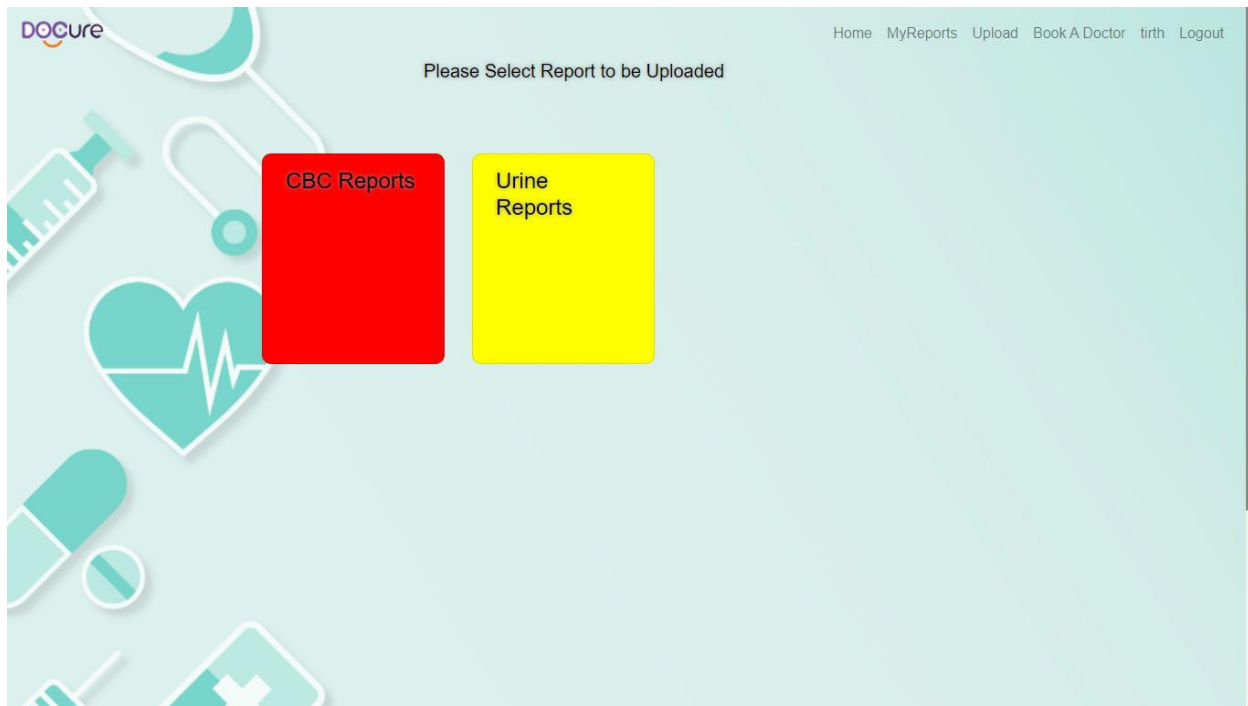 DOCure
Home MyReports Upload Book A Doctor tirth Logout
Please Select Report to be Uploaded
CBC Reports
Urine
Reports